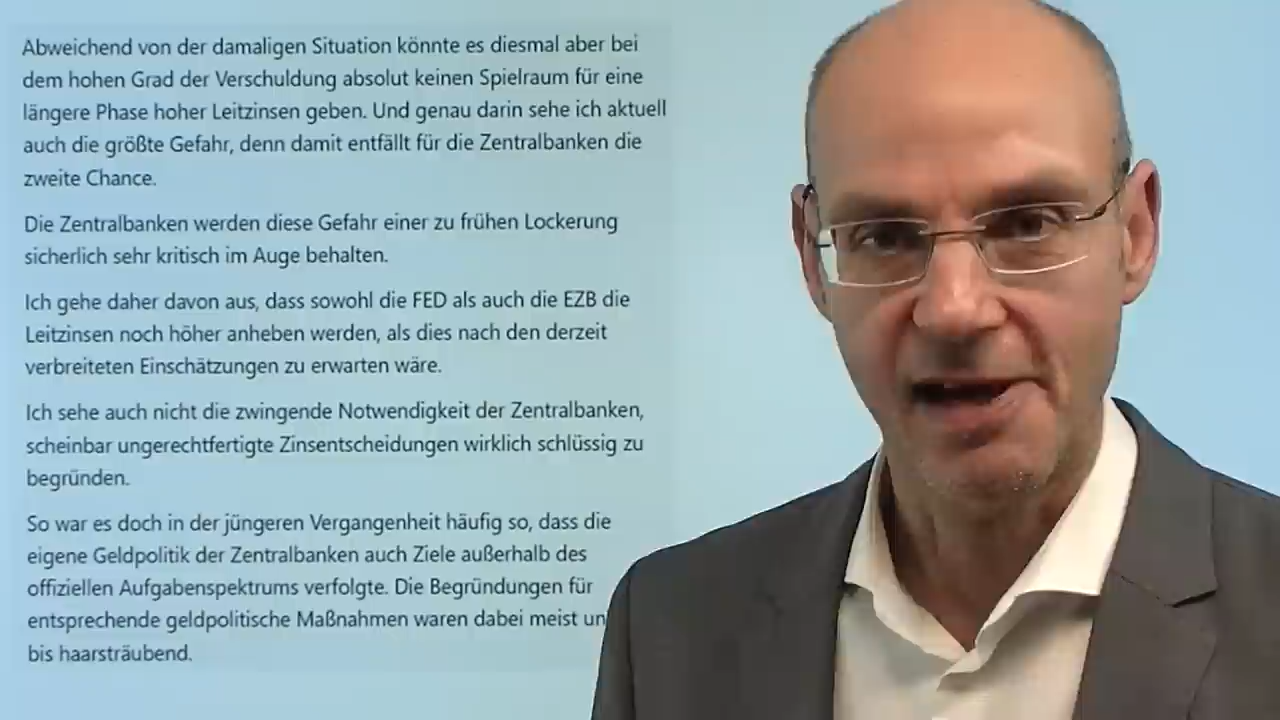 Abweichend von der damaligen Situation könnte es diesmal aber bei
dem hohen Grad der Verschuldung absolut keinen Spielraum für eine
längere Phase hoher Leitzinsen geben. Und genau darin sehe ich aktuell
auch die größte Gefahr, denn damit entfällt für die Zentralbanken die
zweite Chance.
Die Zentralbanken werden diese Gefahr einer zu frühen Lockerung
sicherlich sehr kritisch im Auge behalten.
Ich gehe daher davon aus, dass sowohl die FED als auch die EZB die
Leitzinsen noch höher anheben werden, als dies nach den derzeit
verbreiteten Einschätzungen zu erwarten wäre.
Ich sehe auch nicht die zwingende Notwendigkeit der Zentralbanken,
scheinbar ungerechtfertigte Zinsentscheidungen wirklich schlüssig zu
begründen.
So war es doch in der jüngeren Vergangenheit häufig so, dass die
eigene Geldpolitik der Zentralbanken auch Ziele außerhalb des
offiziellen Aufgabenspektrums verfolgte. Die Begründungen für
entsprechende geldpolitische Maßnahmen waren dabei meist
bis haarsträubend.